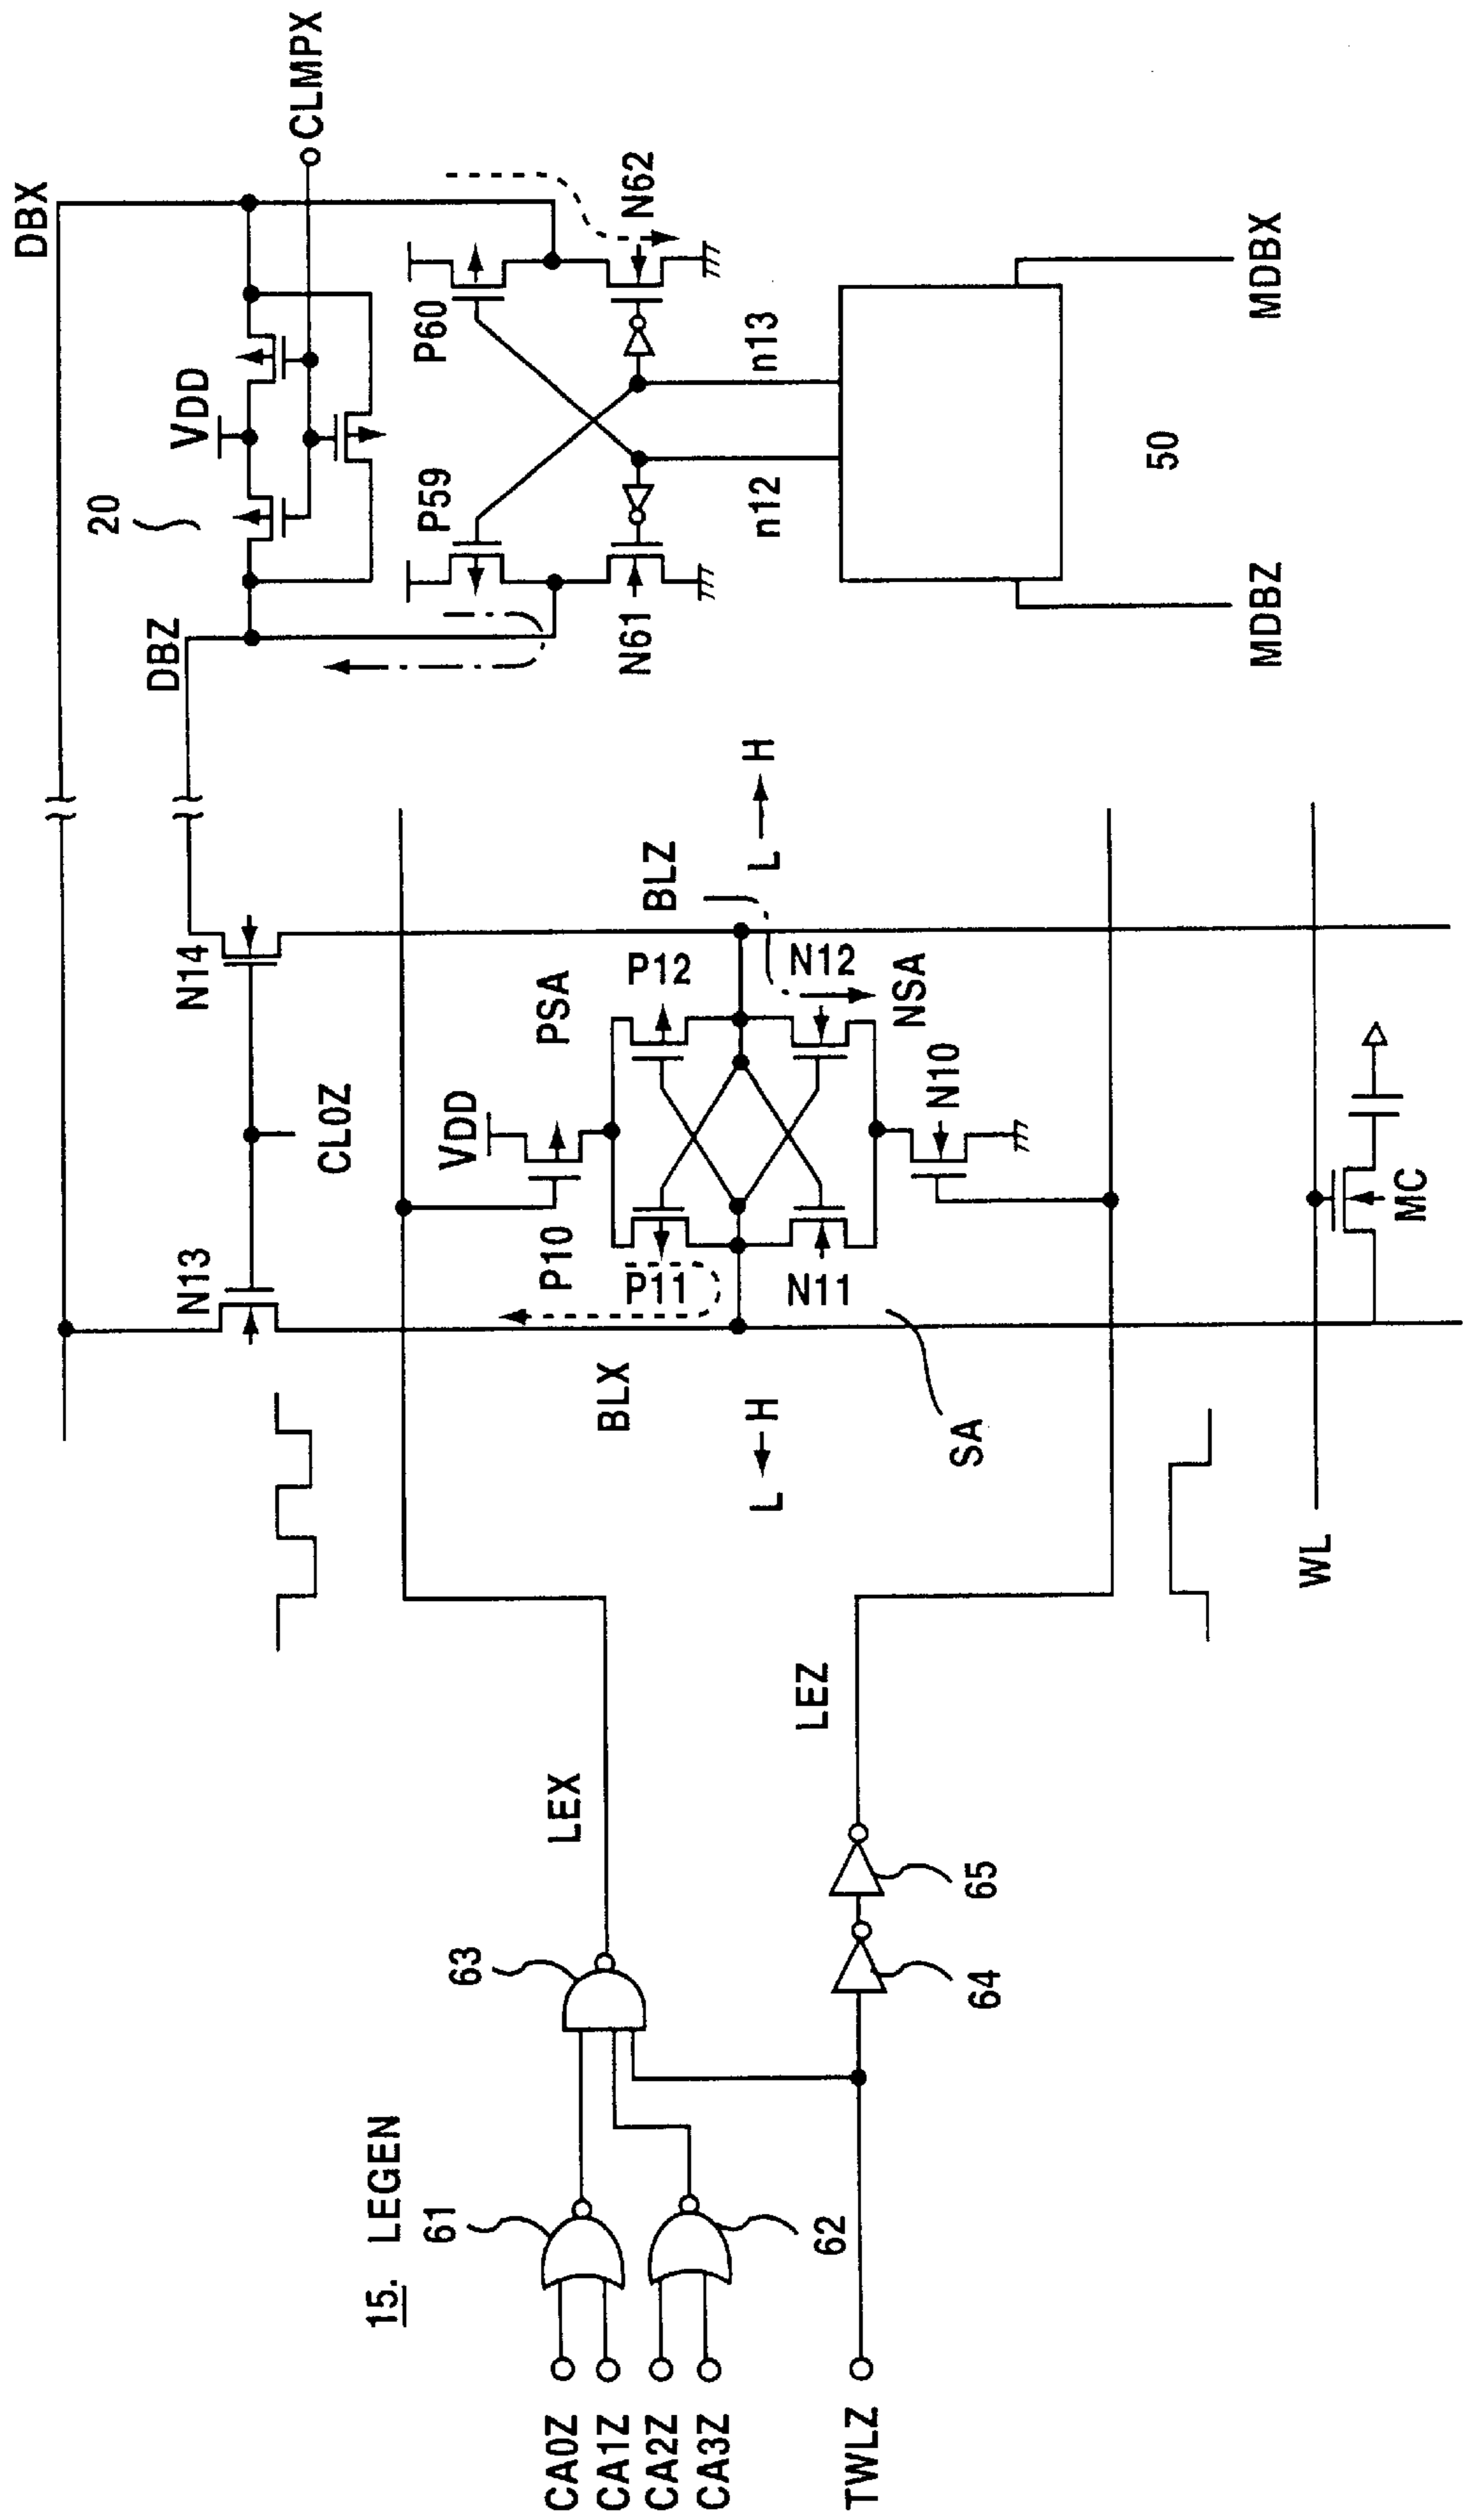 15. LEGEN
61
62
63
64
65
CA0Z
CA1Z
CA2Z
CA3Z
TWLZ
LEX
LEZ
WL
N13
N14
CL0Z
BLX
L ← H
SA
VDD
P10
PSA
P11
P12
N11
N12
NSA
N10
BLZ
L → H
MC
DBX
DBZ
20
VDD
CLMPX
P59
P60
N61
N62
n12
n13
50
MDBZ
MDBX